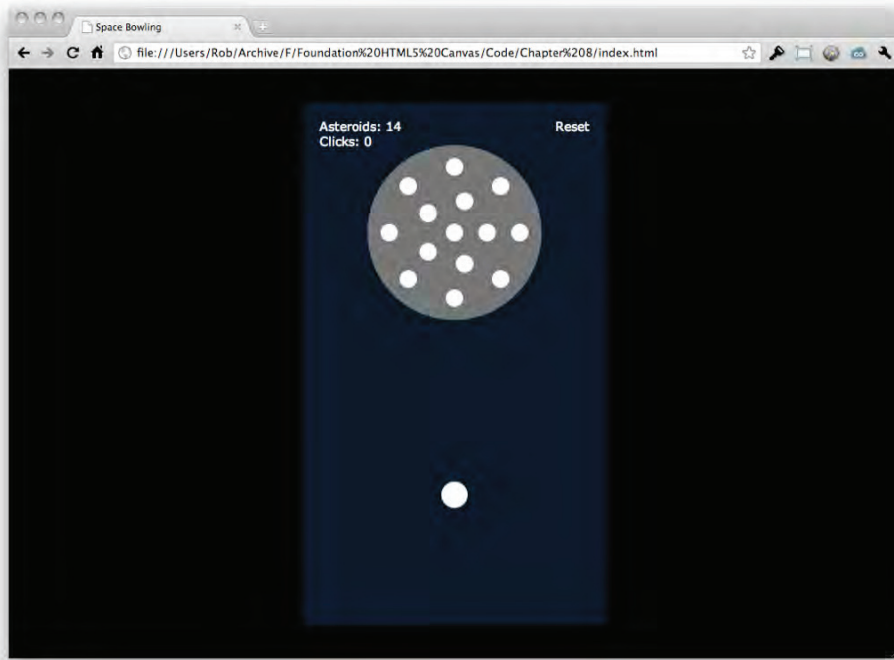 Space Bowling
file:///Users/Rob/Archive/F/Foundation%20HTML5%20Canvas/Code/Chapter%208/index.html
Asteroids: 14 Reset
Clicks: 0